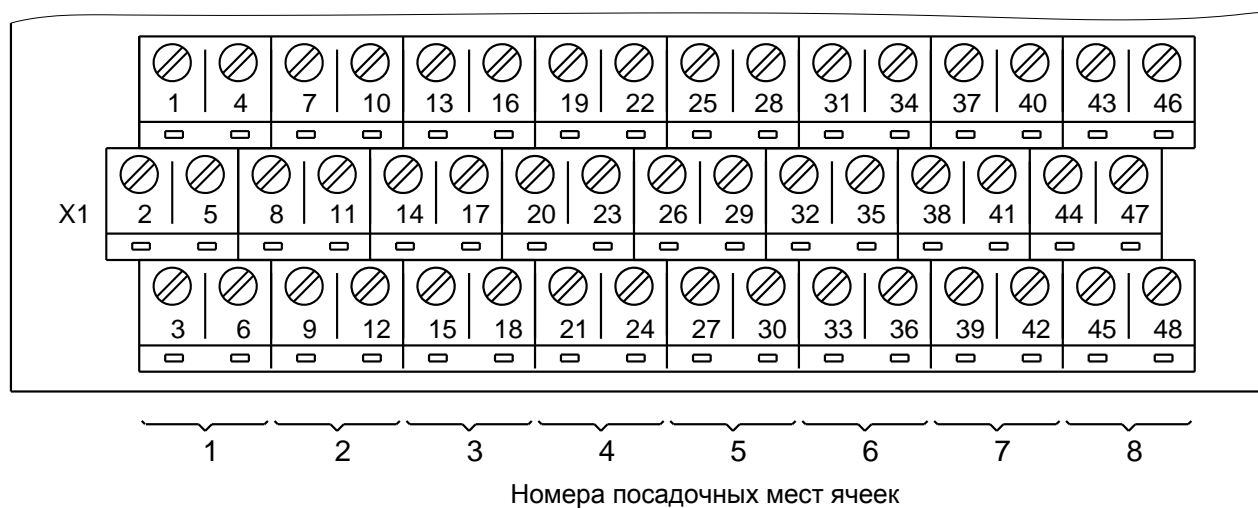 1 4 7 10 13 16 19 22 25 28 31 34 37 40 43 46
X1 2 5 8 11 14 17 20 23 26 29 32 35 38 41 44 47
3 6 9 12 15 18 21 24 27 30 33 36 39 42 45 48
1 2 3 4 5 6 7 8
Номера посадочных мест ячеек